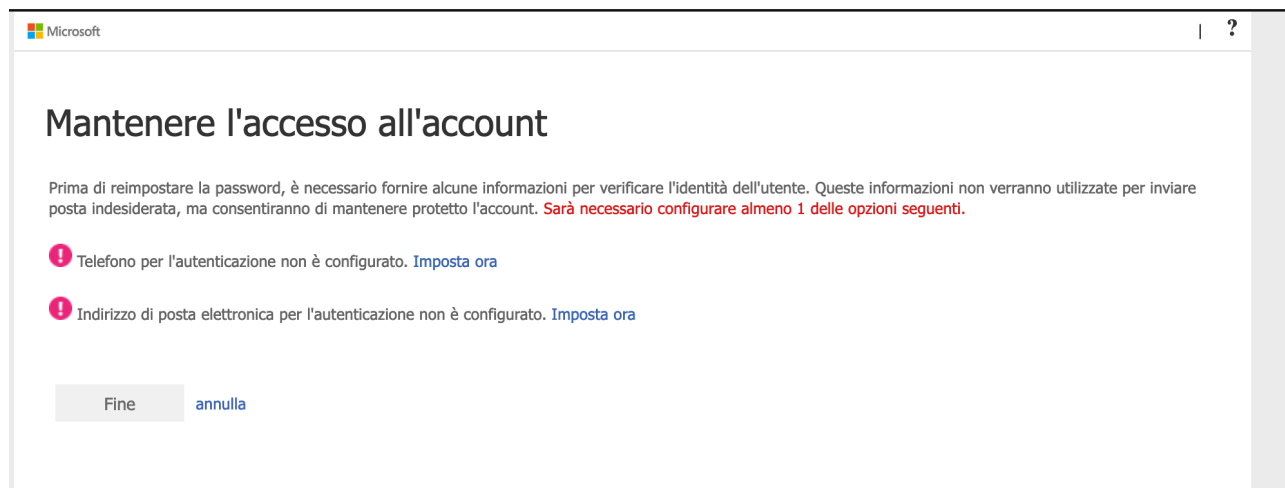 Microsoft
| ?
Mantenere l'accesso all'account
Prima di reimpostare la password, è necessario fornire alcune informazioni per verificare l'identità dell'utente. Queste informazioni non verranno utilizzate per inviare
posta indesiderata, ma consentiranno di mantenere protetto l'account. Sarà necessario configurare almeno 1 delle opzioni seguenti.
! Telefono per l'autenticazione non è configurato. Imposta ora
! Indirizzo di posta elettronica per l'autenticazione non è configurato. Imposta ora
Fine annulla